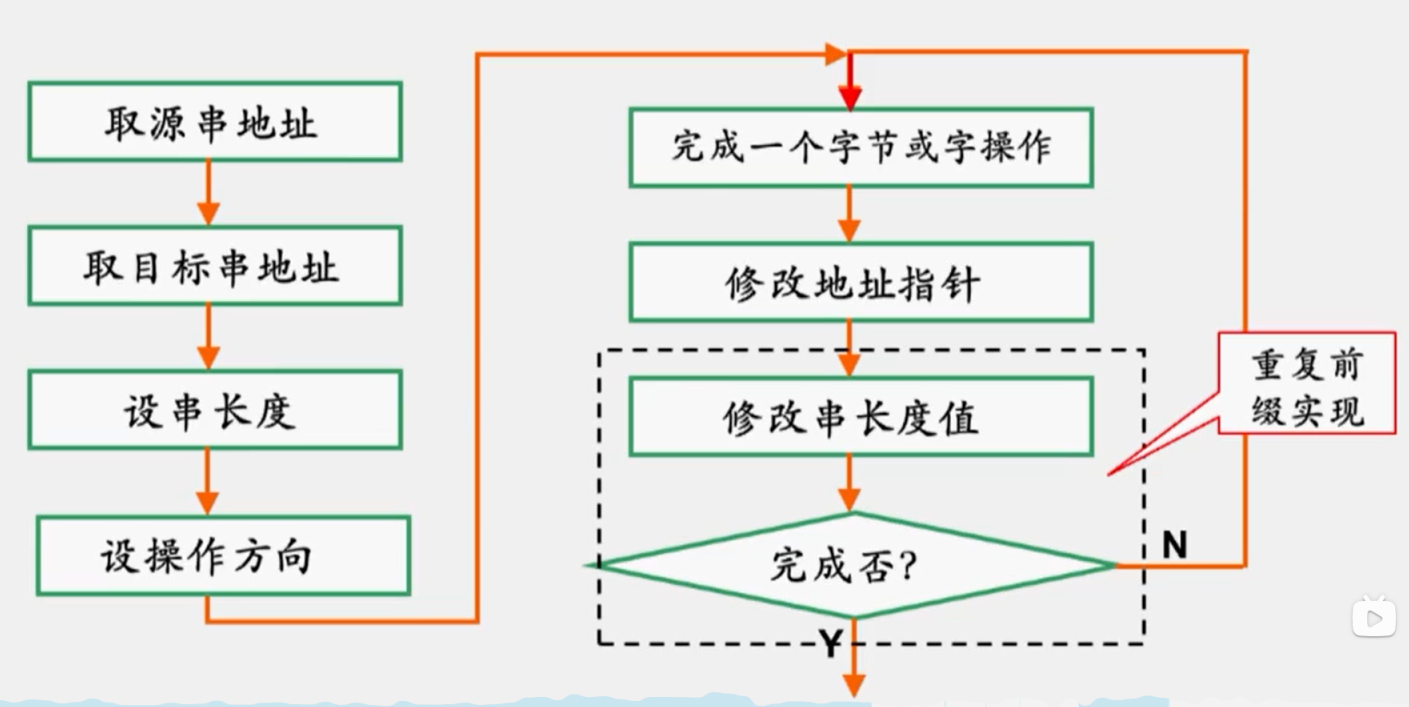 取源串地址
取目标串地址
设串长度
设操作方向
完成一个字节或字操作
修改地址指针
修改串长度值
完成否?
N
Y
重复前
缀实现